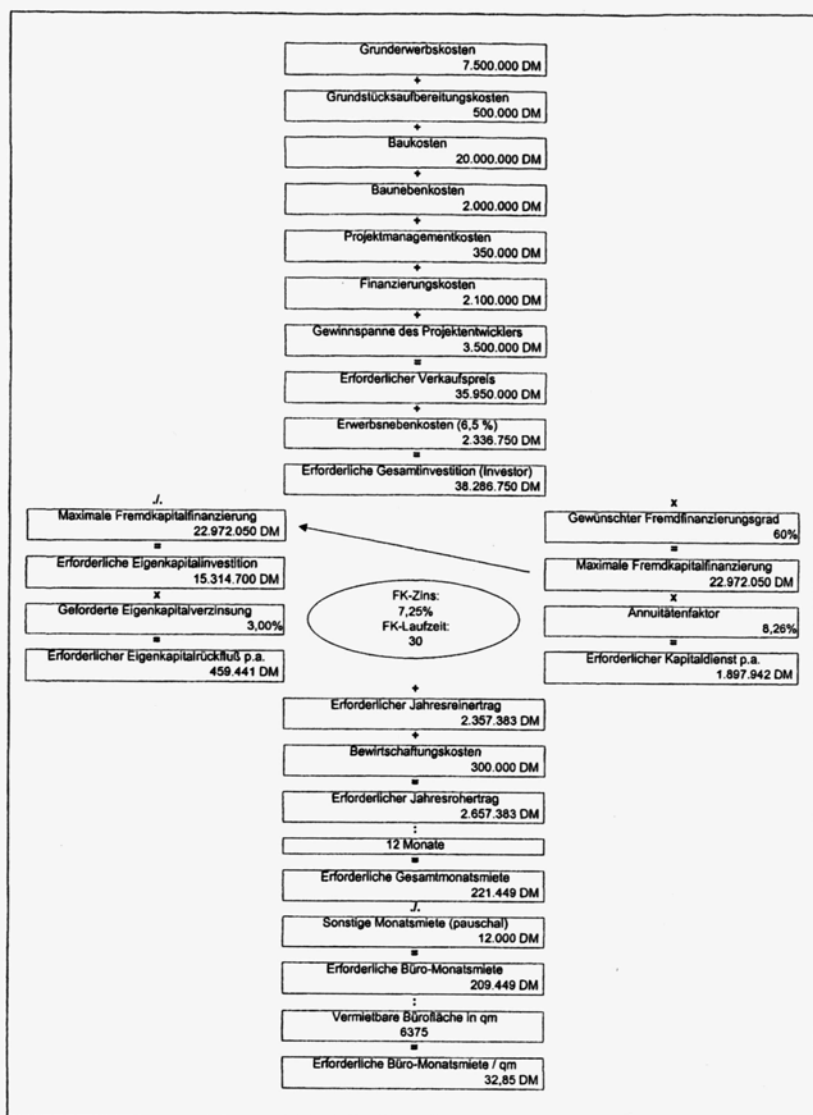 Grunderwerbskosten
7.500.000 DM
+
Grundstücksaufbereitungskosten
500.000 DM
+
Baukosten
20.000.000 DM
+
Baunebenkosten
2.000.000 DM
+
Projektmanagementkosten
350.000 DM
+
Finanzierungskosten
2.100.000 DM
+
Gewinnspanne des Projektentwicklers
3.500.000 DM
=
Erforderlicher Verkaufspreis
35.950.000 DM
+
Erwerbsnebenkosten (6,5 %)
2.336.750 DM
=
Erforderliche Gesamtinvestition (Investor)
38.286.750 DM
./.
Maximale Fremdkapitalfinanzierung
22.972.050 DM
=
Erforderliche Eigenkapitalinvestition
15.314.700 DM
x
Geforderte Eigenkapitalverzinsung
3,00%
=
Erforderlicher Eigenkapitalrückfluß p.a.
459.441 DM
FK-Zins:
7,25%
FK-Laufzeit:
30
x
Gewünschter Fremdfinanzierungsgrad
60%
=
Maximale Fremdkapitalfinanzierung
22.972.050 DM
x
Annuitätenfaktor
8,26%
=
Erforderlicher Kapitaldienst p.a.
1.897.942 DM
+
Erforderlicher Jahresreinertrag
2.357.383 DM
+
Bewirtschaftungskosten
300.000 DM
=
Erforderlicher Jahresrohertrag
2.657.383 DM
:
12 Monate
=
Erforderliche Gesamtmonatsmiete
221.449 DM
./.
Sonstige Monatsmiete (pauschal)
12.000 DM
=
Erforderliche Büro-Monatsmiete
209.449 DM
:
Vermietbare Bürofläche in qm
6375
=
Erforderliche Büro-Monatsmiete / qm
32,85 DM